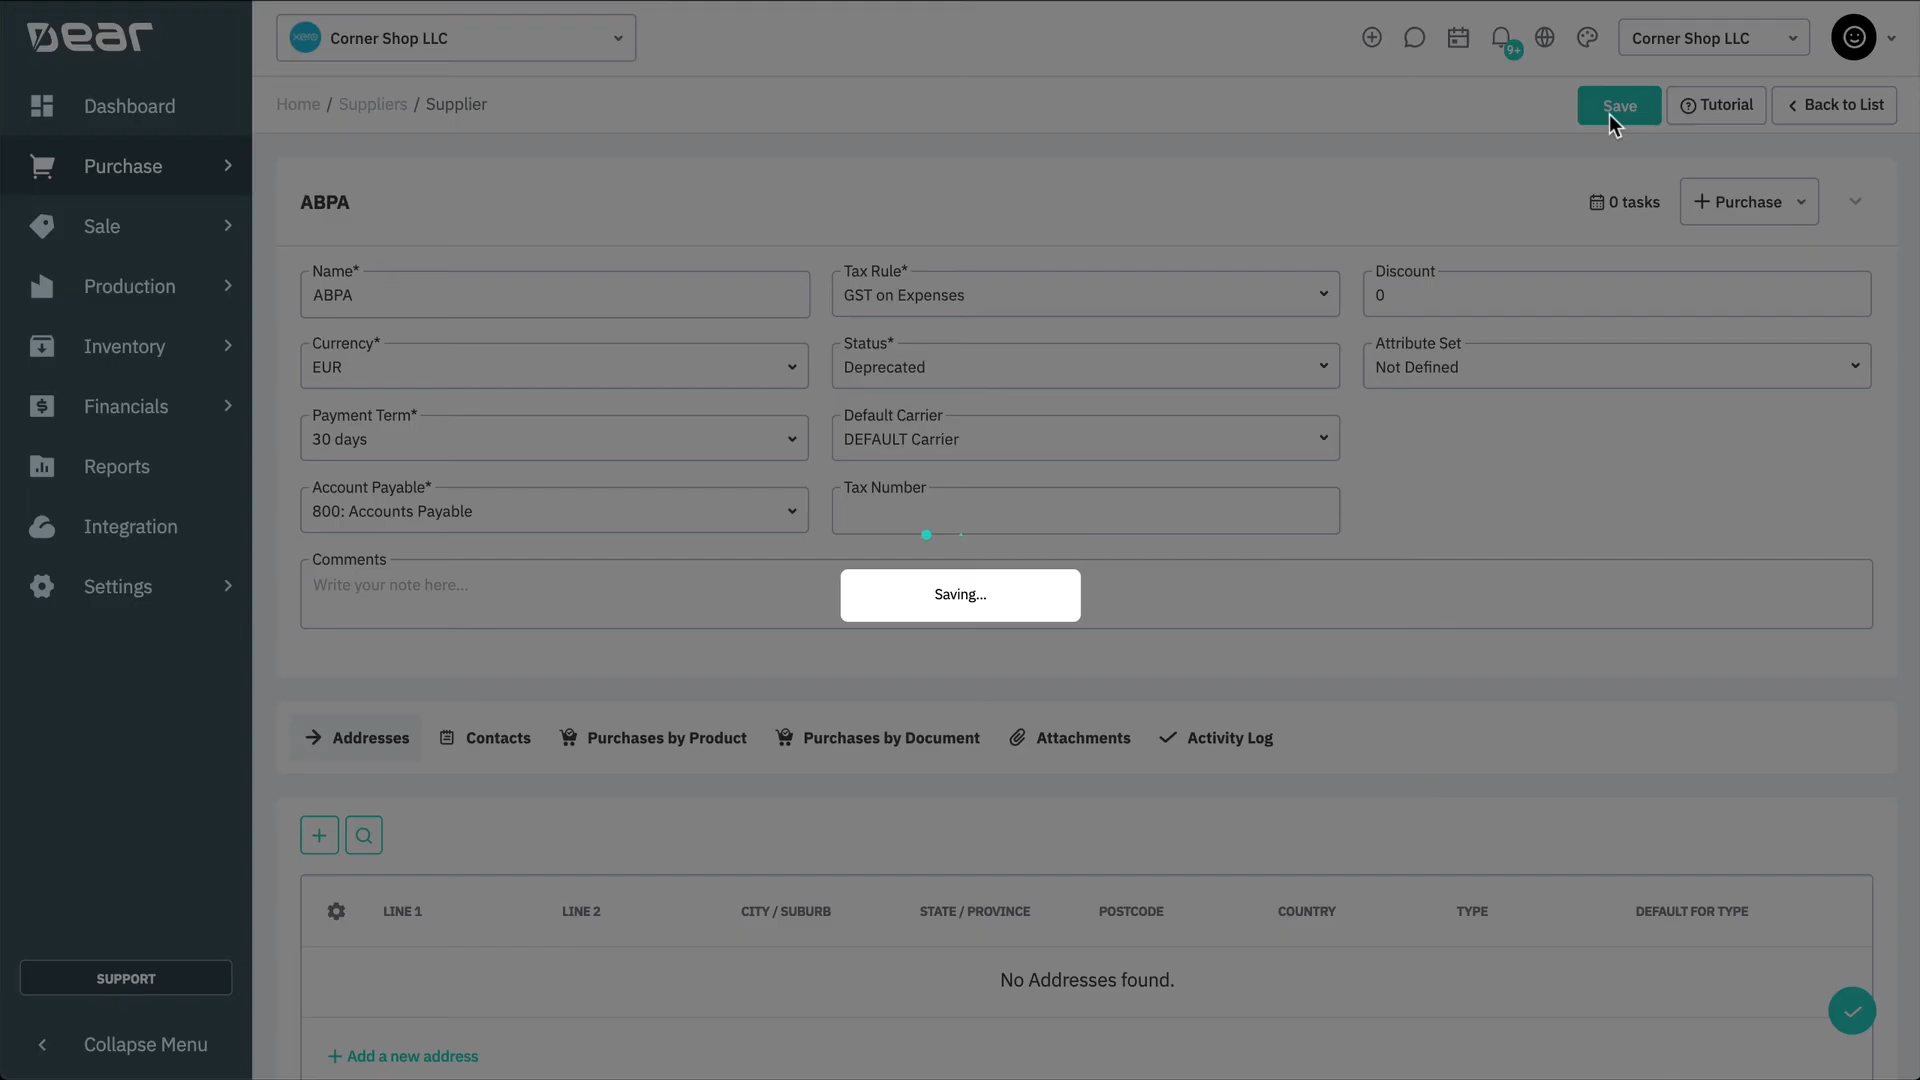 Dear
xero
Corner Shop LLC
9+
Corner Shop LLC
Home / Suppliers / Supplier
Save
Tutorial
Back to List
Dashboard
Purchase
Sale
Production
Inventory
Financials
Reports
Integration
Settings
SUPPORT
Collapse Menu
ABPA
0 tasks
+ Purchase
Name*
ABPA
Tax Rule*
GST on Expenses
Discount
0
Currency*
EUR
Status*
Deprecated
Attribute Set
Not Defined
Payment Term*
30 days
Default Carrier
DEFAULT Carrier
Account Payable*
800: Accounts Payable
Tax Number
Comments
Write your note here...
Saving...
Addresses
Contacts
Purchases by Product
Purchases by Document
Attachments
Activity Log
LINE 1
LINE 2
CITY / SUBURB
STATE / PROVINCE
POSTCODE
COUNTRY
TYPE
DEFAULT FOR TYPE
No Addresses found.
+ Add a new address